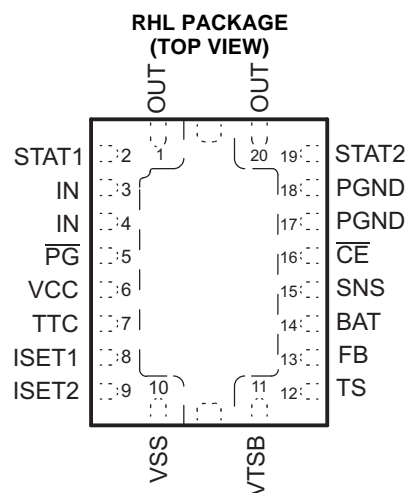 RHL PACKAGE
(TOP VIEW)
OUT OUT
1 20
STAT1 2 19 STAT2
IN 3 18 PGND
IN 4 17 PGND
P̅G̅ 5 16 C̅E̅
VCC 6 15 SNS
TTC 7 14 BAT
ISET1 8 13 FB
ISET2 9 12 TS
10 11
VSS VTSB